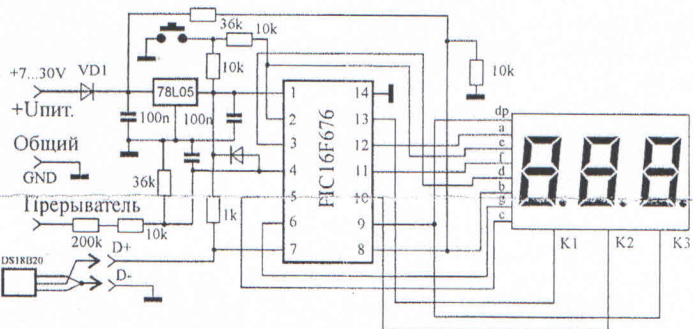 36k
10k
10k
10k
+7...30V
VD1
78L05
+Uпит.
100n
100n
Общий
GND
36k
Прерыватель
200k
10k
1k
D+
D-
DS18B20
PIC16F676
1
2
3
4
5
6
7
14
13
12
11
10
9
8
dp
a
e
f
d
b
g
c
K1
K2
K3